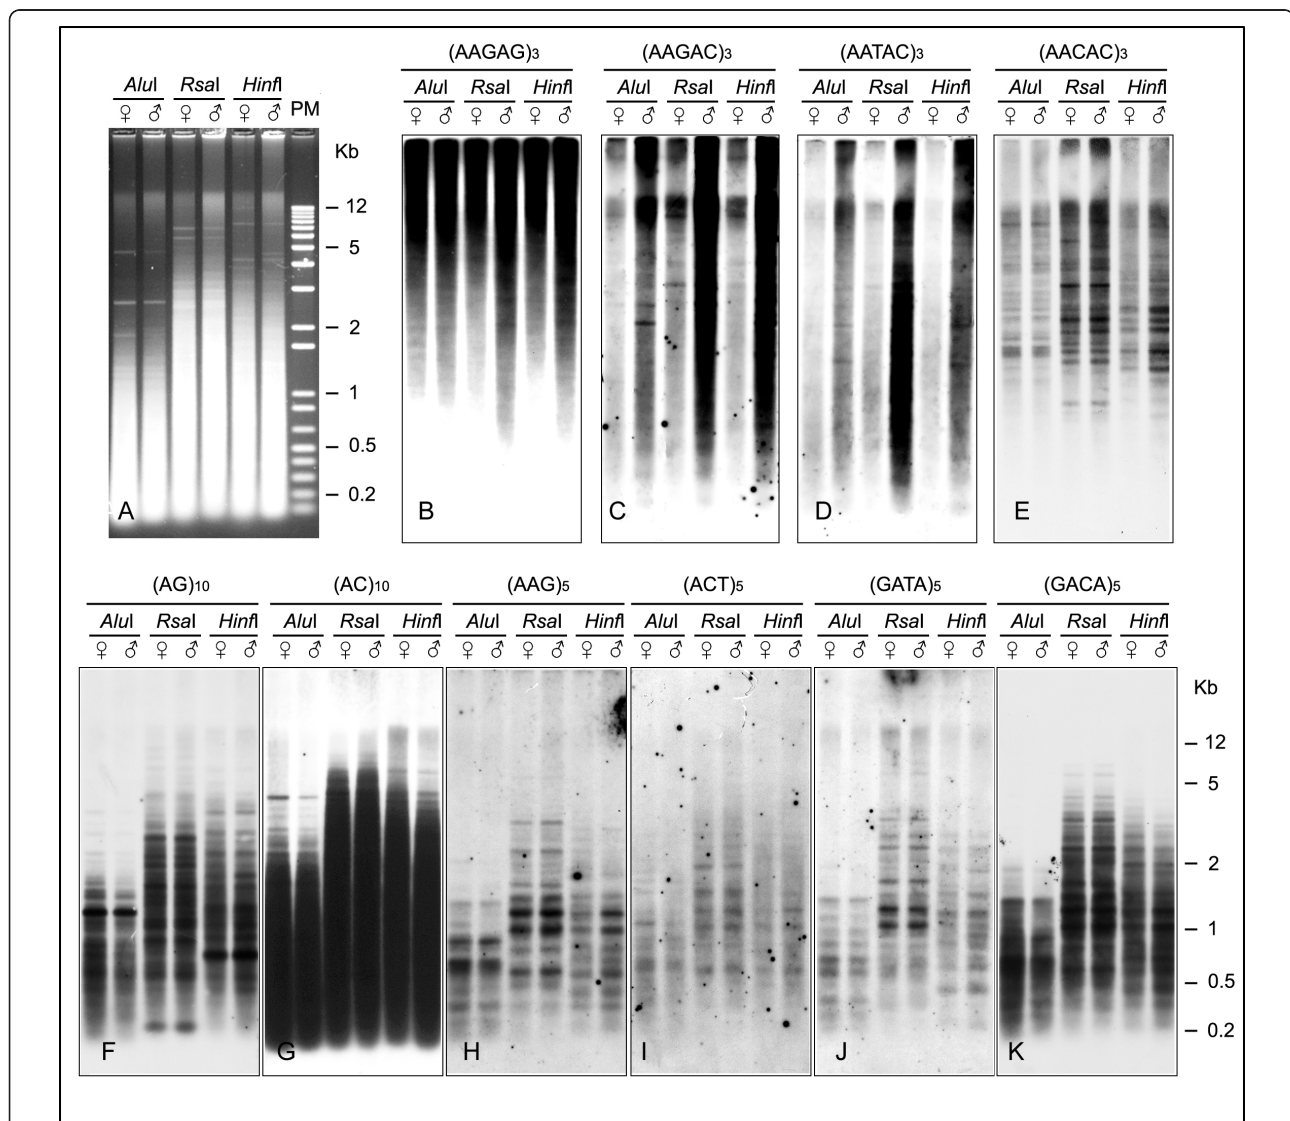 (AAGAG)3 (AAGAC)3 (AATAC)3 (AACAC)3
AluI RsaI HinfI AluI RsaI HinfI AluI RsaI HinfI AluI RsaI HinfI AluI RsaI HinfI
♀ ♂ ♀ ♂ ♀ ♂ PM ♀ ♂ ♀ ♂ ♀ ♂ ♀ ♂ ♀ ♂ ♀ ♂ ♀ ♂ ♀ ♂ ♀ ♂ ♀ ♂ ♀ ♂ ♀ ♂
Kb
– 12
– 5
– 2
– 1
– 0.5
– 0.2
A B C D E
(AG)10 (AC)10 (AAG)5 (ACT)5 (GATA)5 (GACA)5
AluI RsaI HinfI AluI RsaI HinfI AluI RsaI HinfI AluI RsaI HinfI AluI RsaI HinfI AluI RsaI HinfI
♀ ♂ ♀ ♂ ♀ ♂ ♀ ♂ ♀ ♂ ♀ ♂ ♀ ♂ ♀ ♂ ♀ ♂ ♀ ♂ ♀ ♂ ♀ ♂ ♀ ♂ ♀ ♂ ♀ ♂ ♀ ♂ ♀ ♂ ♀ ♂
Kb
– 12
– 5
– 2
– 1
– 0.5
– 0.2
F G H I J K